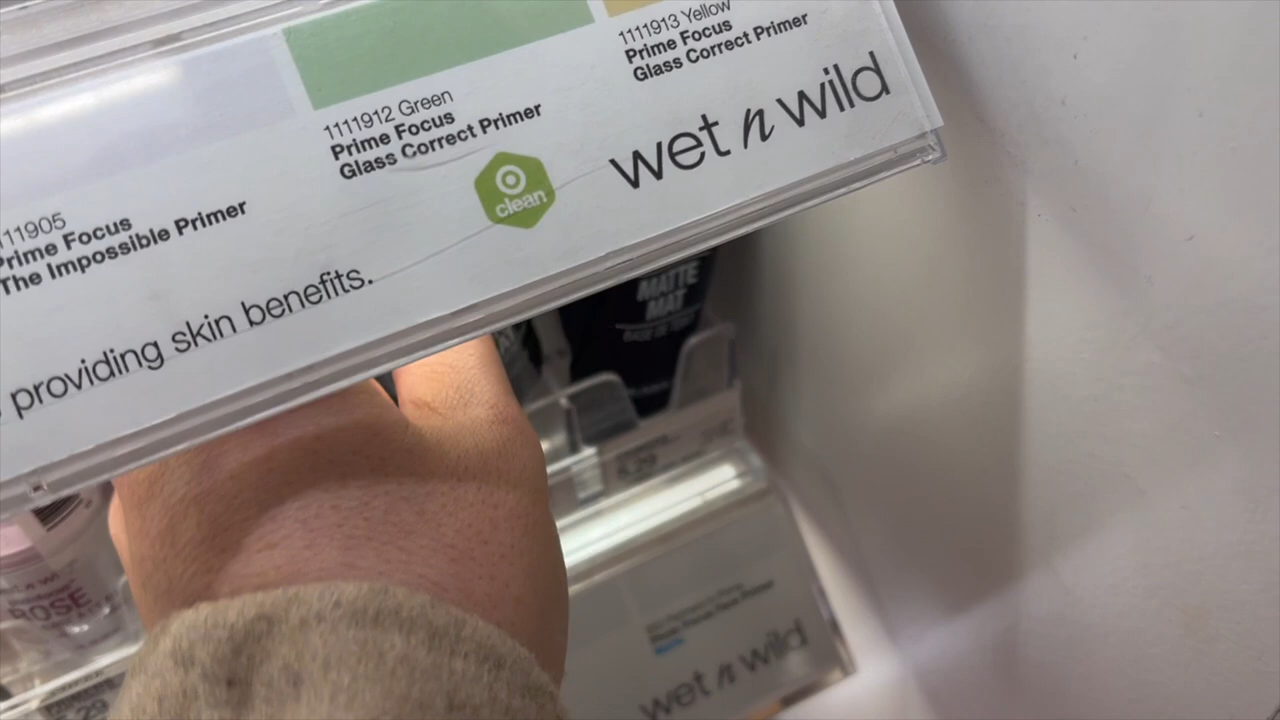 1111913 Yellow
Prime Focus
Glass Correct Primer
1111912 Green
Prime Focus
Glass Correct Primer
wet n wild
clean
11905
Prime Focus
The Impossible Primer
providing skin benefits.
MATTE
MAT
ROSE
wet n wild